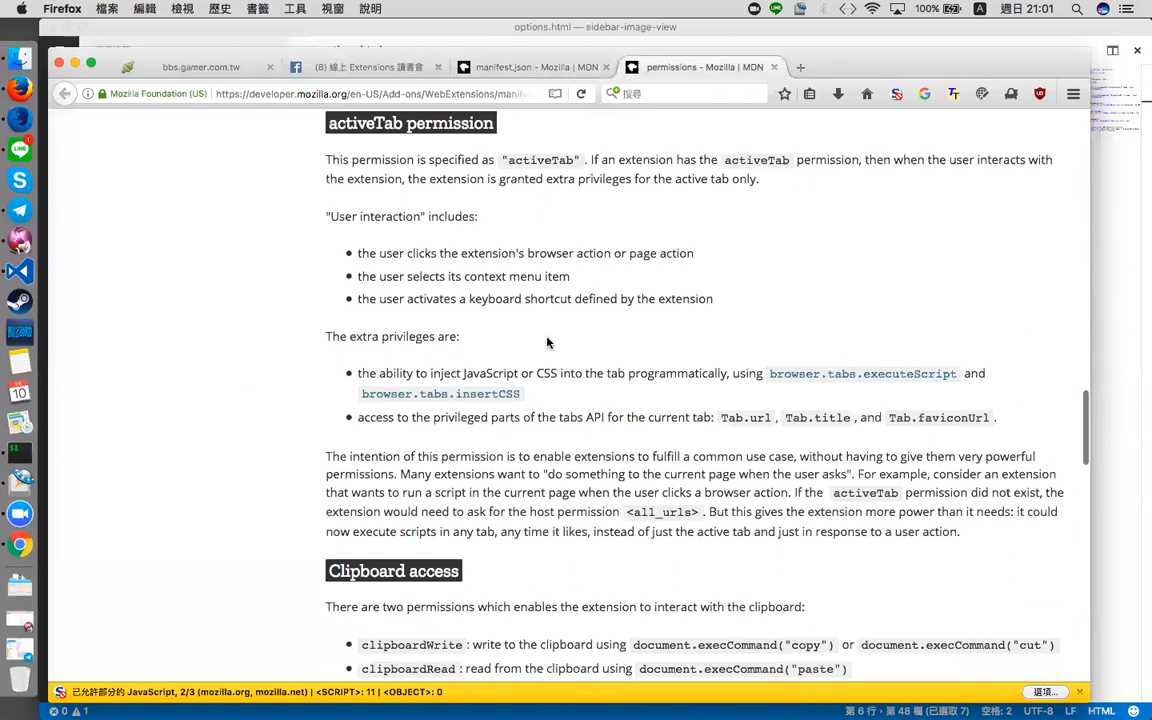 Firefox 檔案 編輯 檢視 歷史 書籤 工具 視窗 說明 100% 週日 21:01
options.html — sidebar-image-view
bbs.gamer.com.tw (8) 線上 Extensions 讀書會 manifest.json - Mozilla | MDN permissions - Mozilla | MDN
Mozilla Foundation (US) https://developer.mozilla.org/en-US/Add-ons/WebExtensions/manif 搜尋
activeTab permission
This permission is specified as "activeTab". If an extension has the activeTab permission, then when the user interacts with
the extension, the extension is granted extra privileges for the active tab only.
"User interaction" includes:
the user clicks the extension's browser action or page action
the user selects its context menu item
the user activates a keyboard shortcut defined by the extension
The extra privileges are:
the ability to inject JavaScript or CSS into the tab programmatically, using browser.tabs.executeScript and
browser.tabs.insertCSS
access to the privileged parts of the tabs API for the current tab: Tab.url, Tab.title, and Tab.faviconUrl.
The intention of this permission is to enable extensions to fulfill a common use case, without having to give them very powerful
permissions. Many extensions want to "do something to the current page when the user asks". For example, consider an extension
that wants to run a script in the current page when the user clicks a browser action. If the activeTab permission did not exist, the
extension would need to ask for the host permission <all_urls>. But this gives the extension more power than it needs: it could
now execute scripts in any tab, any time it likes, instead of just the active tab and just in response to a user action.
Clipboard access
There are two permissions which enables the extension to interact with the clipboard:
clipboardWrite: write to the clipboard using document.execCommand("copy") or document.execCommand("cut")
clipboardRead: read from the clipboard using document.execCommand("paste")
已允許部分的 JavaScript, 2/3 (mozilla.org, mozilla.net) | <SCRIPT>: 11 | <OBJECT>: 0 選項...
0 1 第 6 行，第 48 欄 (已選取 7) 空格: 2 UTF-8 LF HTML